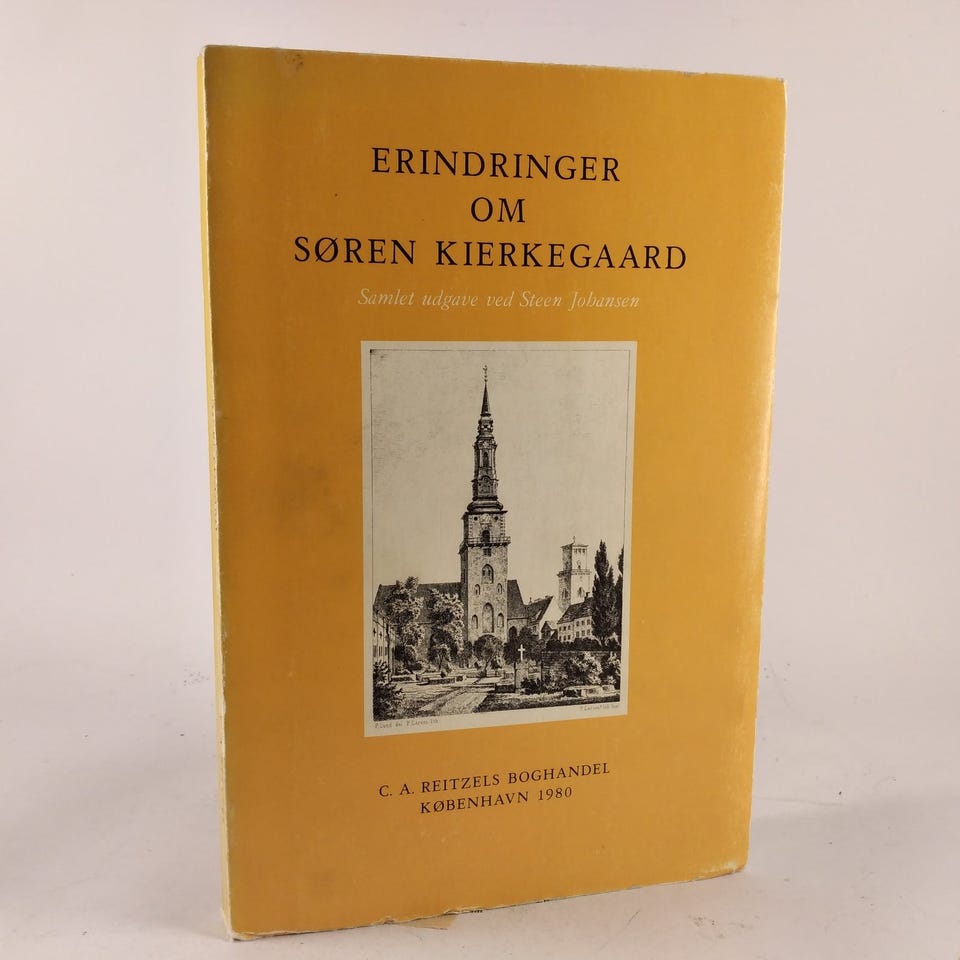 ERINDRINGER
OM
SØREN KIERKEGAARD
Samlet udgave ved Steen Johansen
C. A. REITZELS BOGHANDEL
KØBENHAVN 1980